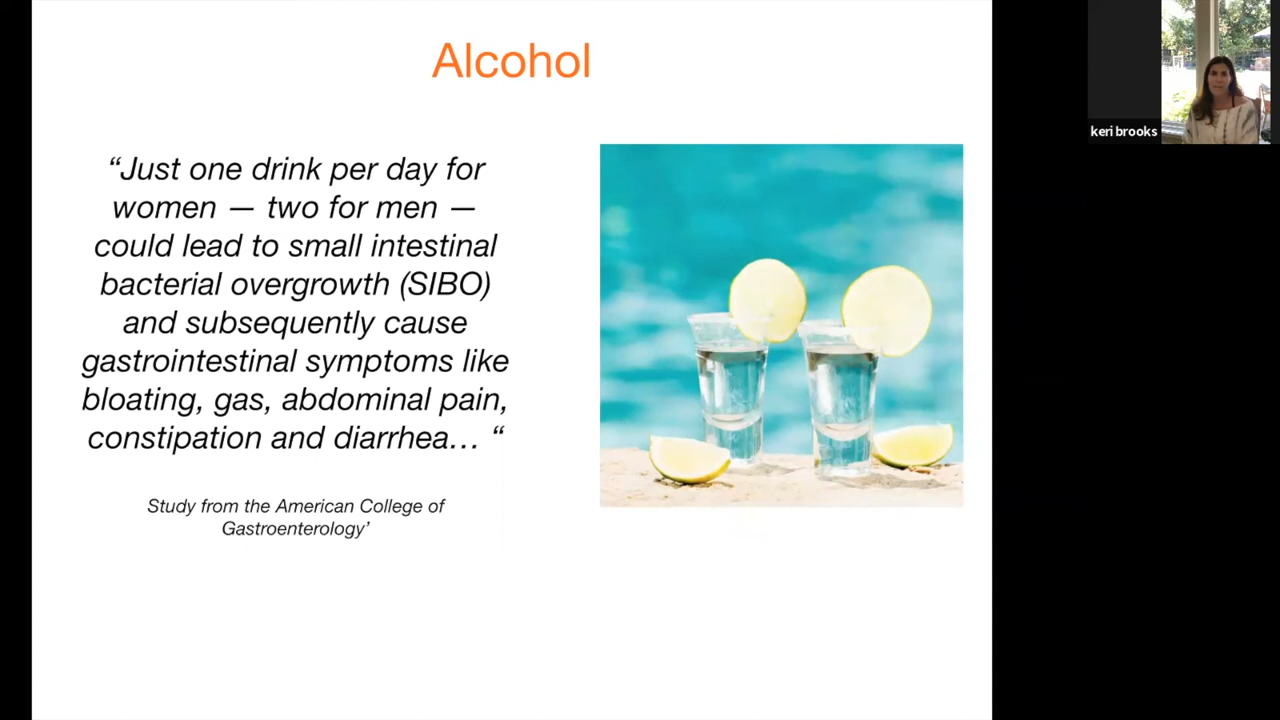 Alcohol
“Just one drink per day for
women — two for men —
could lead to small intestinal
bacterial overgrowth (SIBO)
and subsequently cause
gastrointestinal symptoms like
bloating, gas, abdominal pain,
constipation and diarrhea… “
Study from the American College of
Gastroenterology’
keri brooks